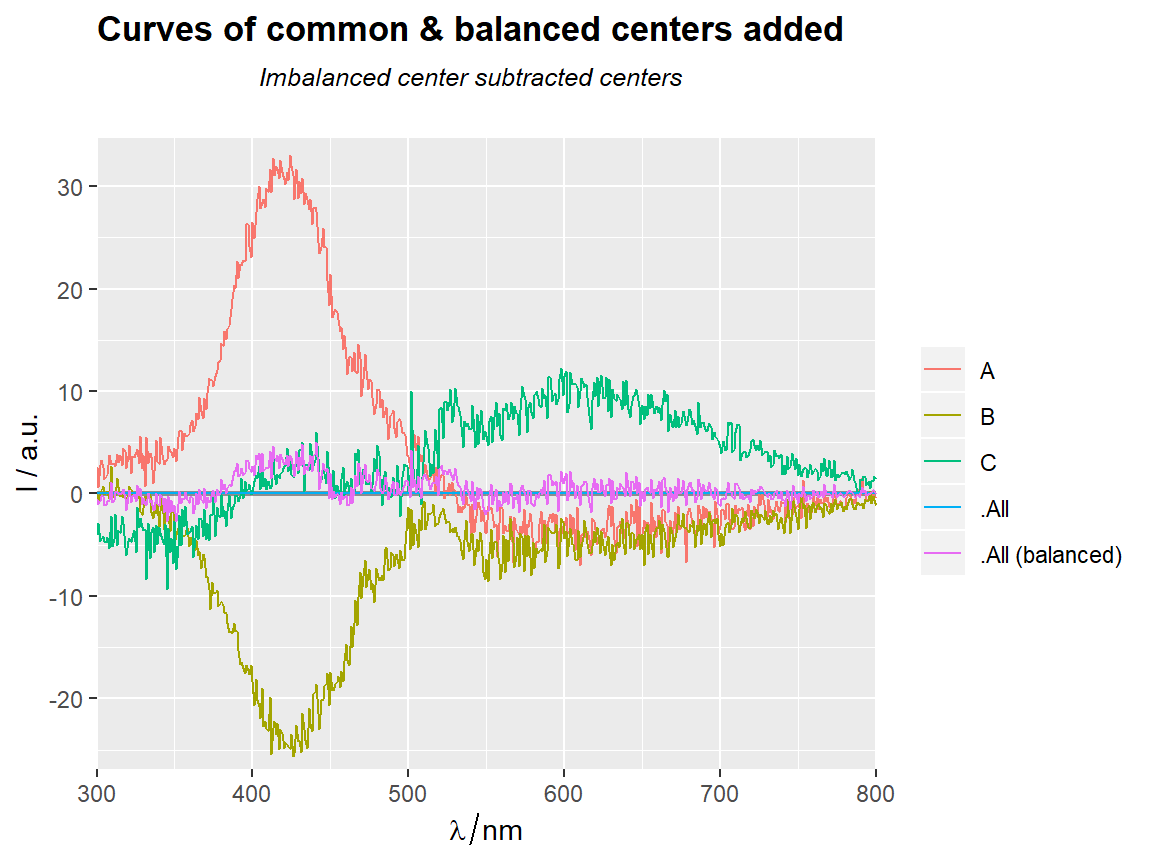 Curves of common & balanced centers added
Imbalanced center subtracted centers
I / a.u.
30
20
10
0
-10
-20
300 400 500 600 700 800
λ/nm
A
B
C
.All
.All (balanced)